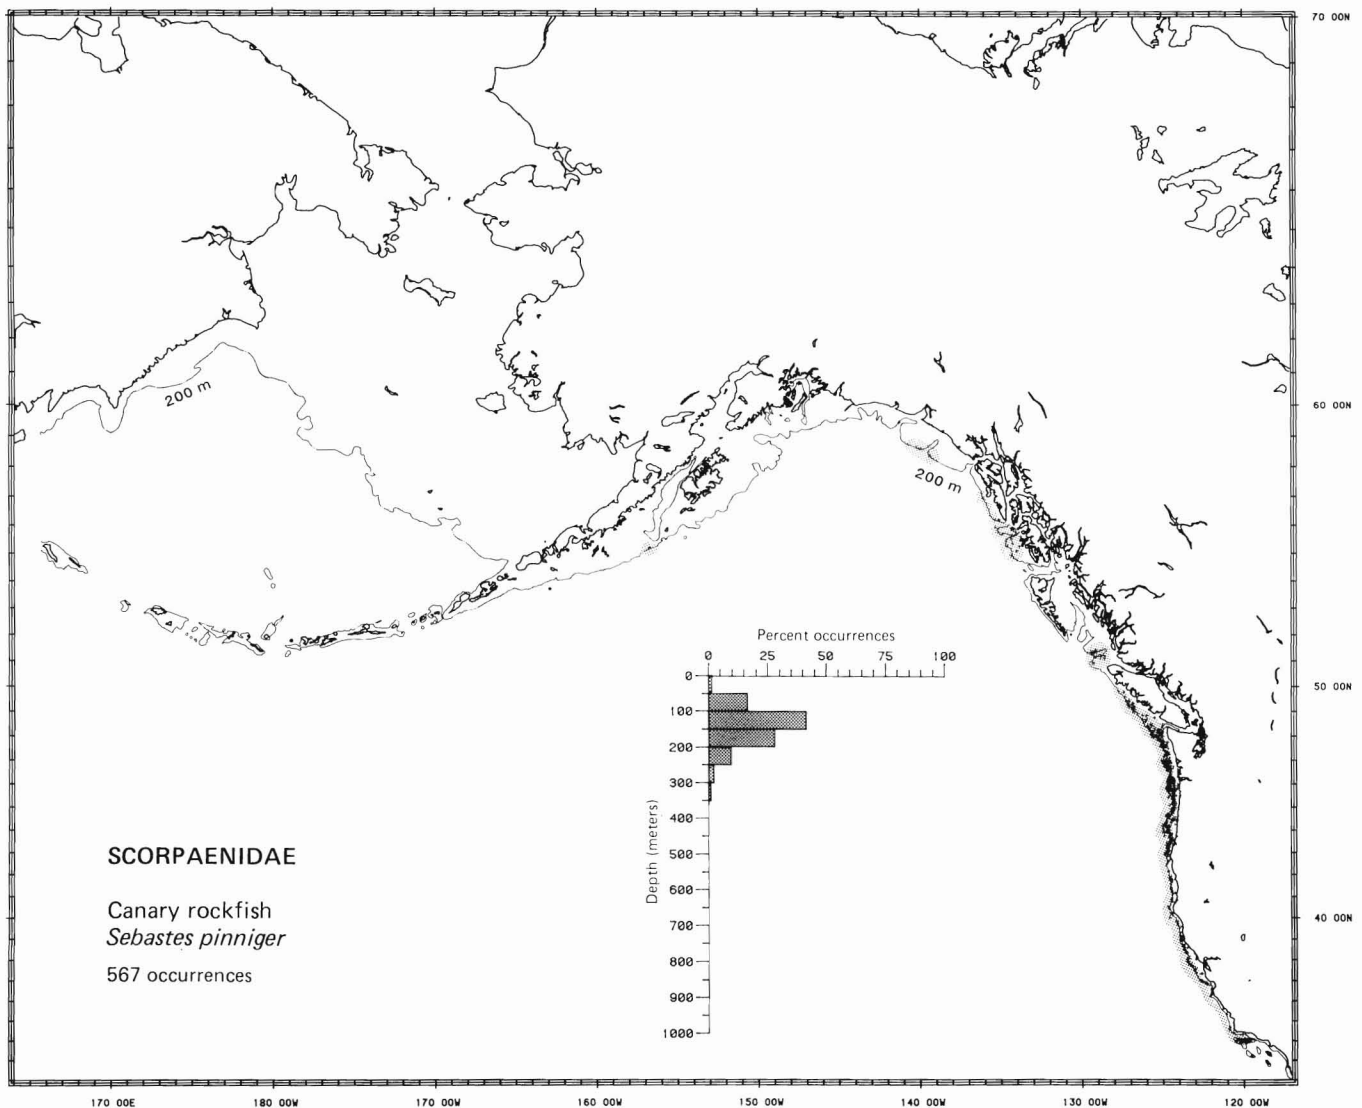 70 00N
200 m
60 00N
200 m
Percent occurrences
0 25 50 75 100
0
50 00N
100
200
300
400
500
600
700
800
900
1000
Depth (meters)
SCORPAENIDAE
Canary rockfish
40 00N
Sebastes pinniger
567 occurrences
170 00E 180 00W 170 00W 160 00W 150 00W 140 00W 130 00W 120 00W